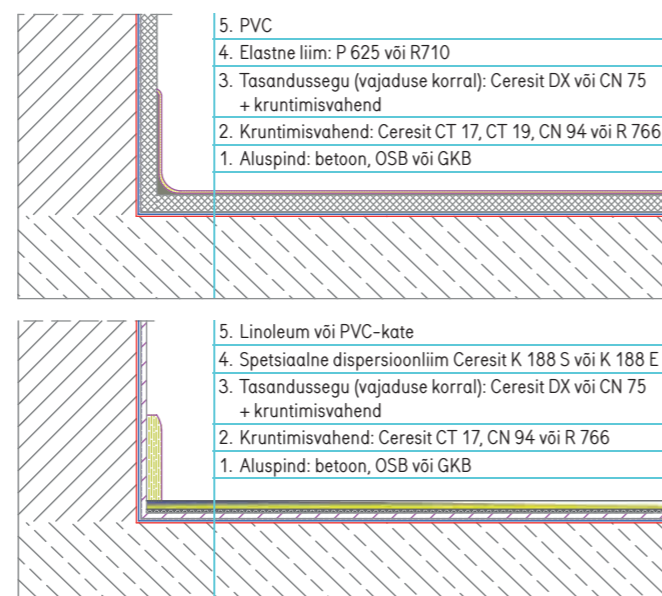 5. PVC
4. Elastne liim: P 625 või R710
3. Tasandussegu (vajaduse korral): Ceresit DX või CN 75
+ kruntimisvahend
2. Kruntimisvahend: Ceresit CT 17, CT 19, CN 94 või R 766
1. Aluspind: betoon, OSB või GKB
5. Linoleum või PVC-kate
4. Spetsiaalne dispersioonliim Ceresit K 188 S või K 188 E
3. Tasandussegu (vajaduse korral): Ceresit DX või CN 75
+ kruntimisvahend
2. Kruntimisvahend: Ceresit CT 17, CN 94 või R 766
1. Aluspind: betoon, OSB või GKB